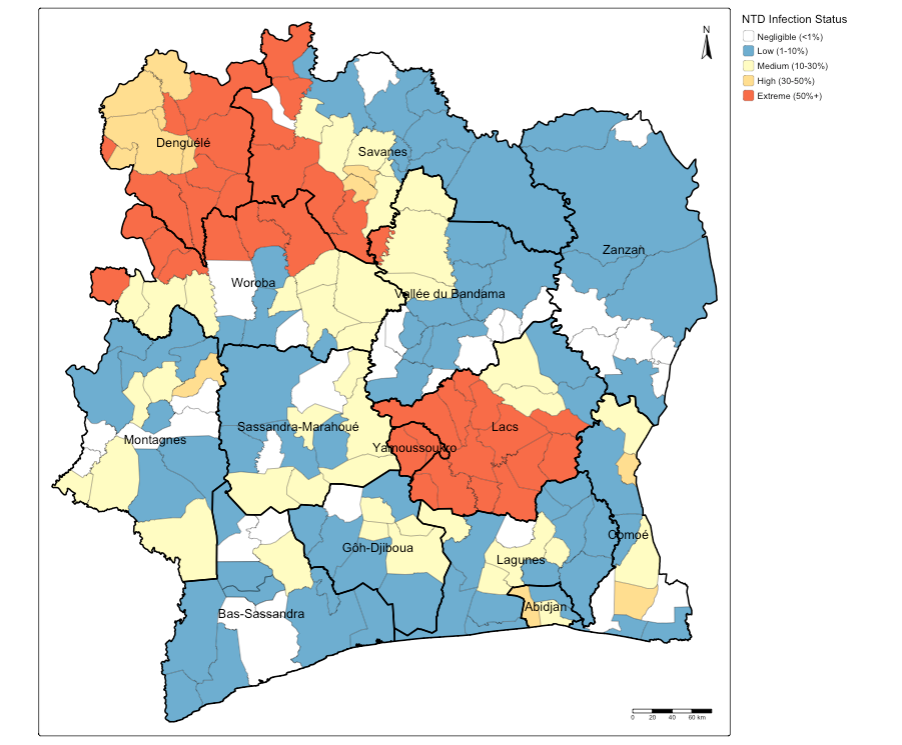 NTD Infection Status
Negligible (<1%)
Low (1-10%)
Medium (10-30%)
High (30-50%)
Extreme (50%+)
N
Denguélé
Savanes
Zanzan
Woroba
Vallée du Bandama
Sassandra-Marahoué
Lacs
Montagnes
Yamoussoukro
Comoé
Gôh-Djiboua
Lagunes
Abidjan
Bas-Sassandra
0 20 40 60 km